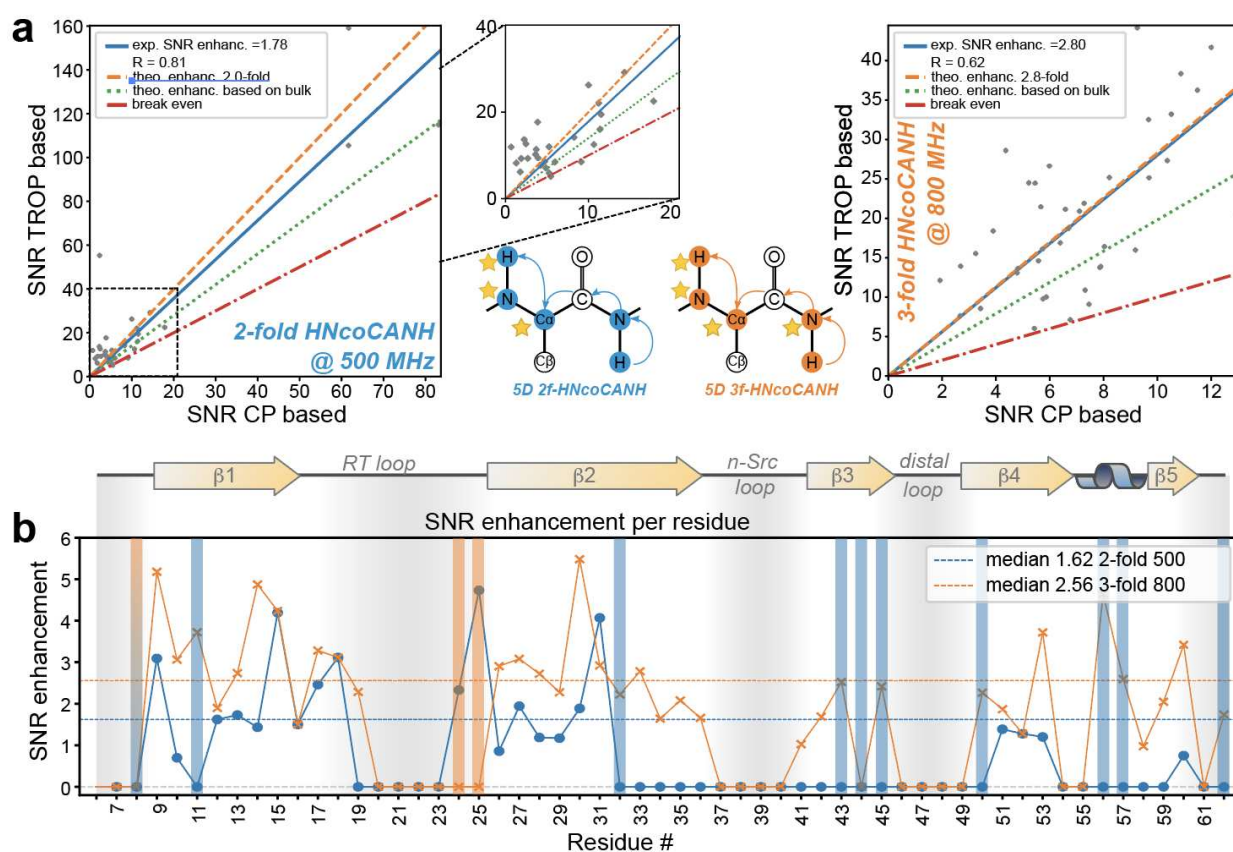 a
160
140
120
100
80
60
40
20
0
SNR TROP based
exp. SNR enhanc. =1.78
R = 0.81
theo. enhanc. 2.0-fold
theo. enhanc. based on bulk
break even
2-fold HNcoCANH
@ 500 MHz
0 10 20 30 40 50 60 70 80
SNR CP based
40
20
0
0 10 20
H
N
Cα
Cβ
O
C
N
H
5D 2f-HNcoCANH
H
N
Cα
Cβ
O
C
N
H
5D 3f-HNcoCANH
40
35
30
25
20
15
10
5
0
SNR TROP based
exp. SNR enhanc. =2.80
R = 0.62
theo. enhanc. 2.8-fold
theo. enhanc. based on bulk
break even
3-fold HNcoCANH
@ 800 MHz
0 2 4 6 8 10 12
SNR CP based
β1 RT loop β2 n-Src loop β3 distal loop β4 β5
b
SNR enhancement per residue
6
5
4
3
2
1
0
SNR enhancement
median 1.62 2-fold 500
median 2.56 3-fold 800
7 9 11 13 15 17 19 21 23 25 27 29 31 33 35 37 39 41 43 45 47 49 51 53 55 57 59 61
Residue #